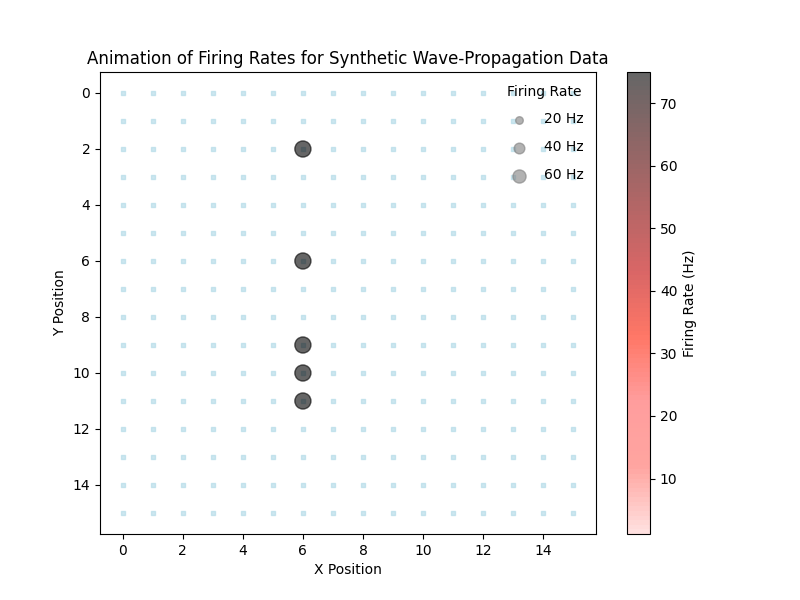 Animation of Firing Rates for Synthetic Wave-Propagation Data
Firing Rate
20 Hz
40 Hz
60 Hz
0
2
4
6
8
10
12
14
Y Position
0 2 4 6 8 10 12 14
X Position
70
60
50
40
30
20
10
Firing Rate (Hz)